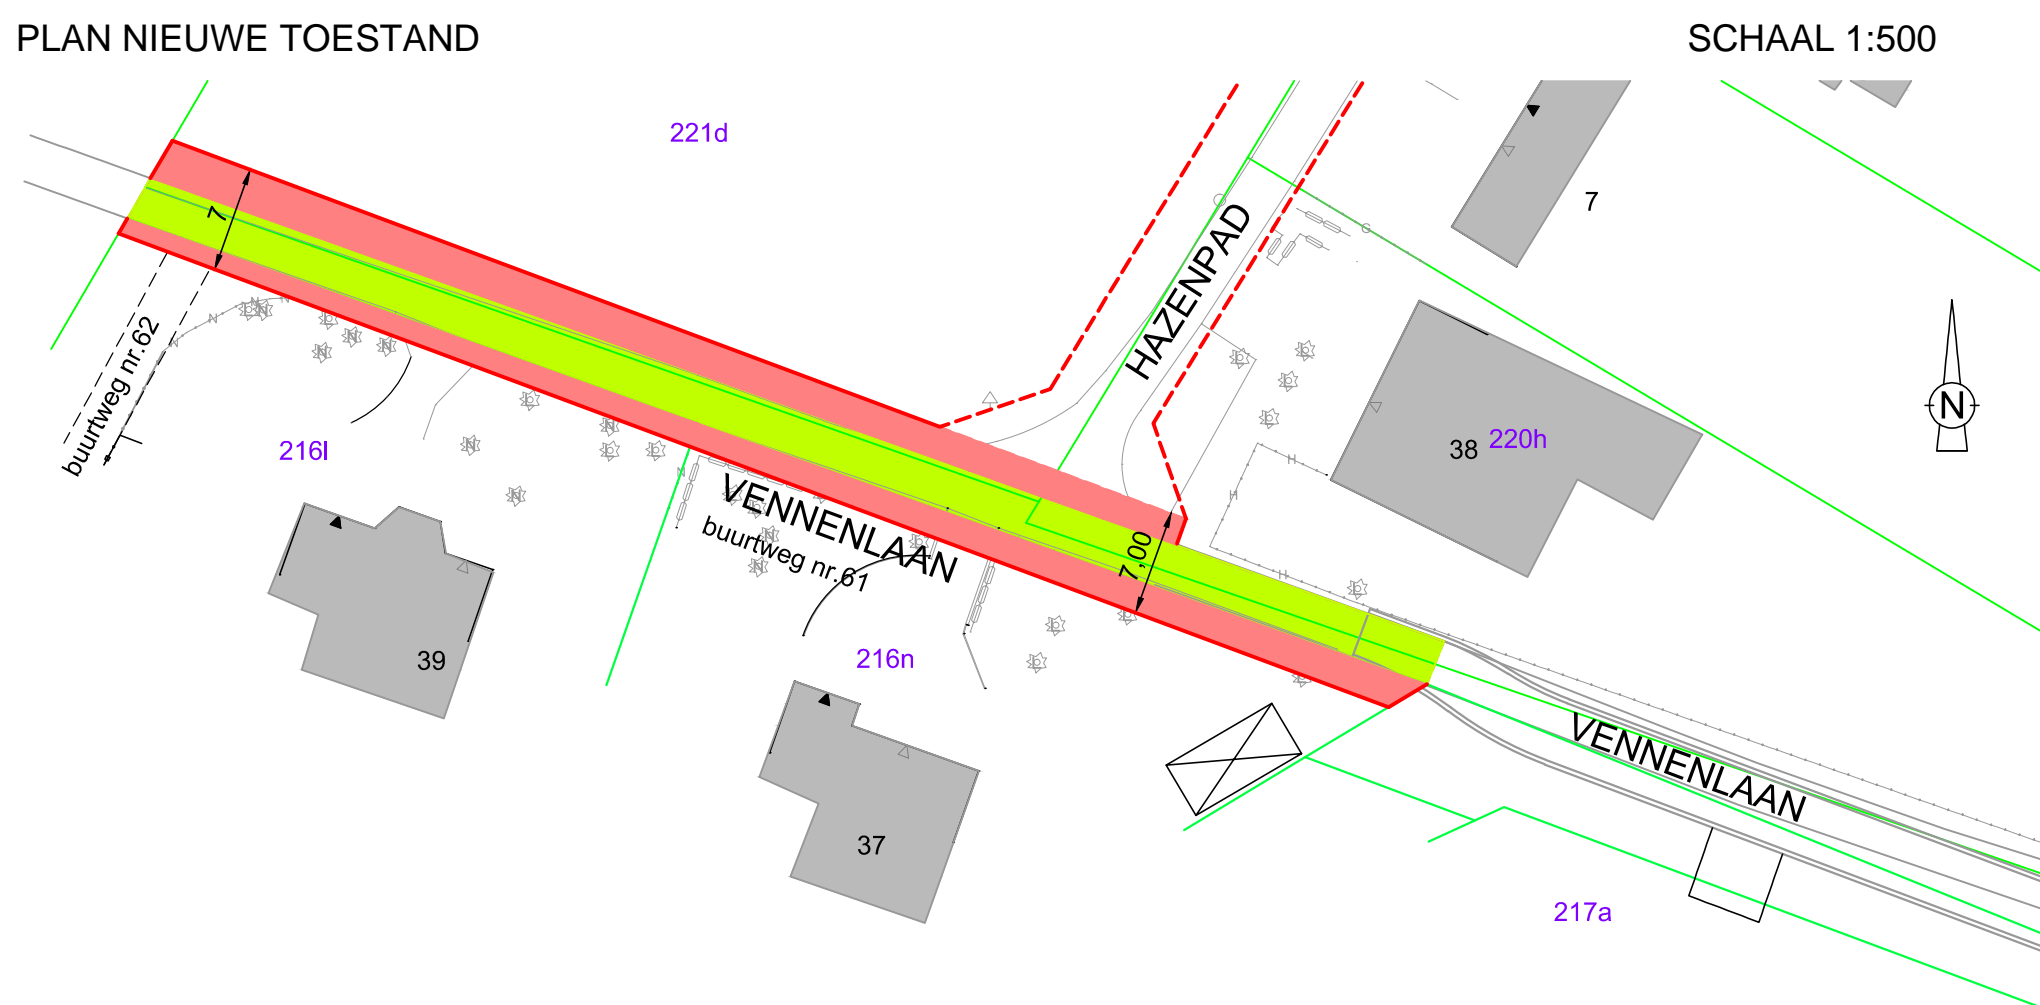 PLAN NIEUWE TOESTAND
SCHAAL 1:500
221d
7
HAZENPAD
7
buurtweg nr.62
N
216l
38
220h
VENNENLAAN
buurtweg nr.61
7,00
39
216n
VENNENLAAN
37
217a